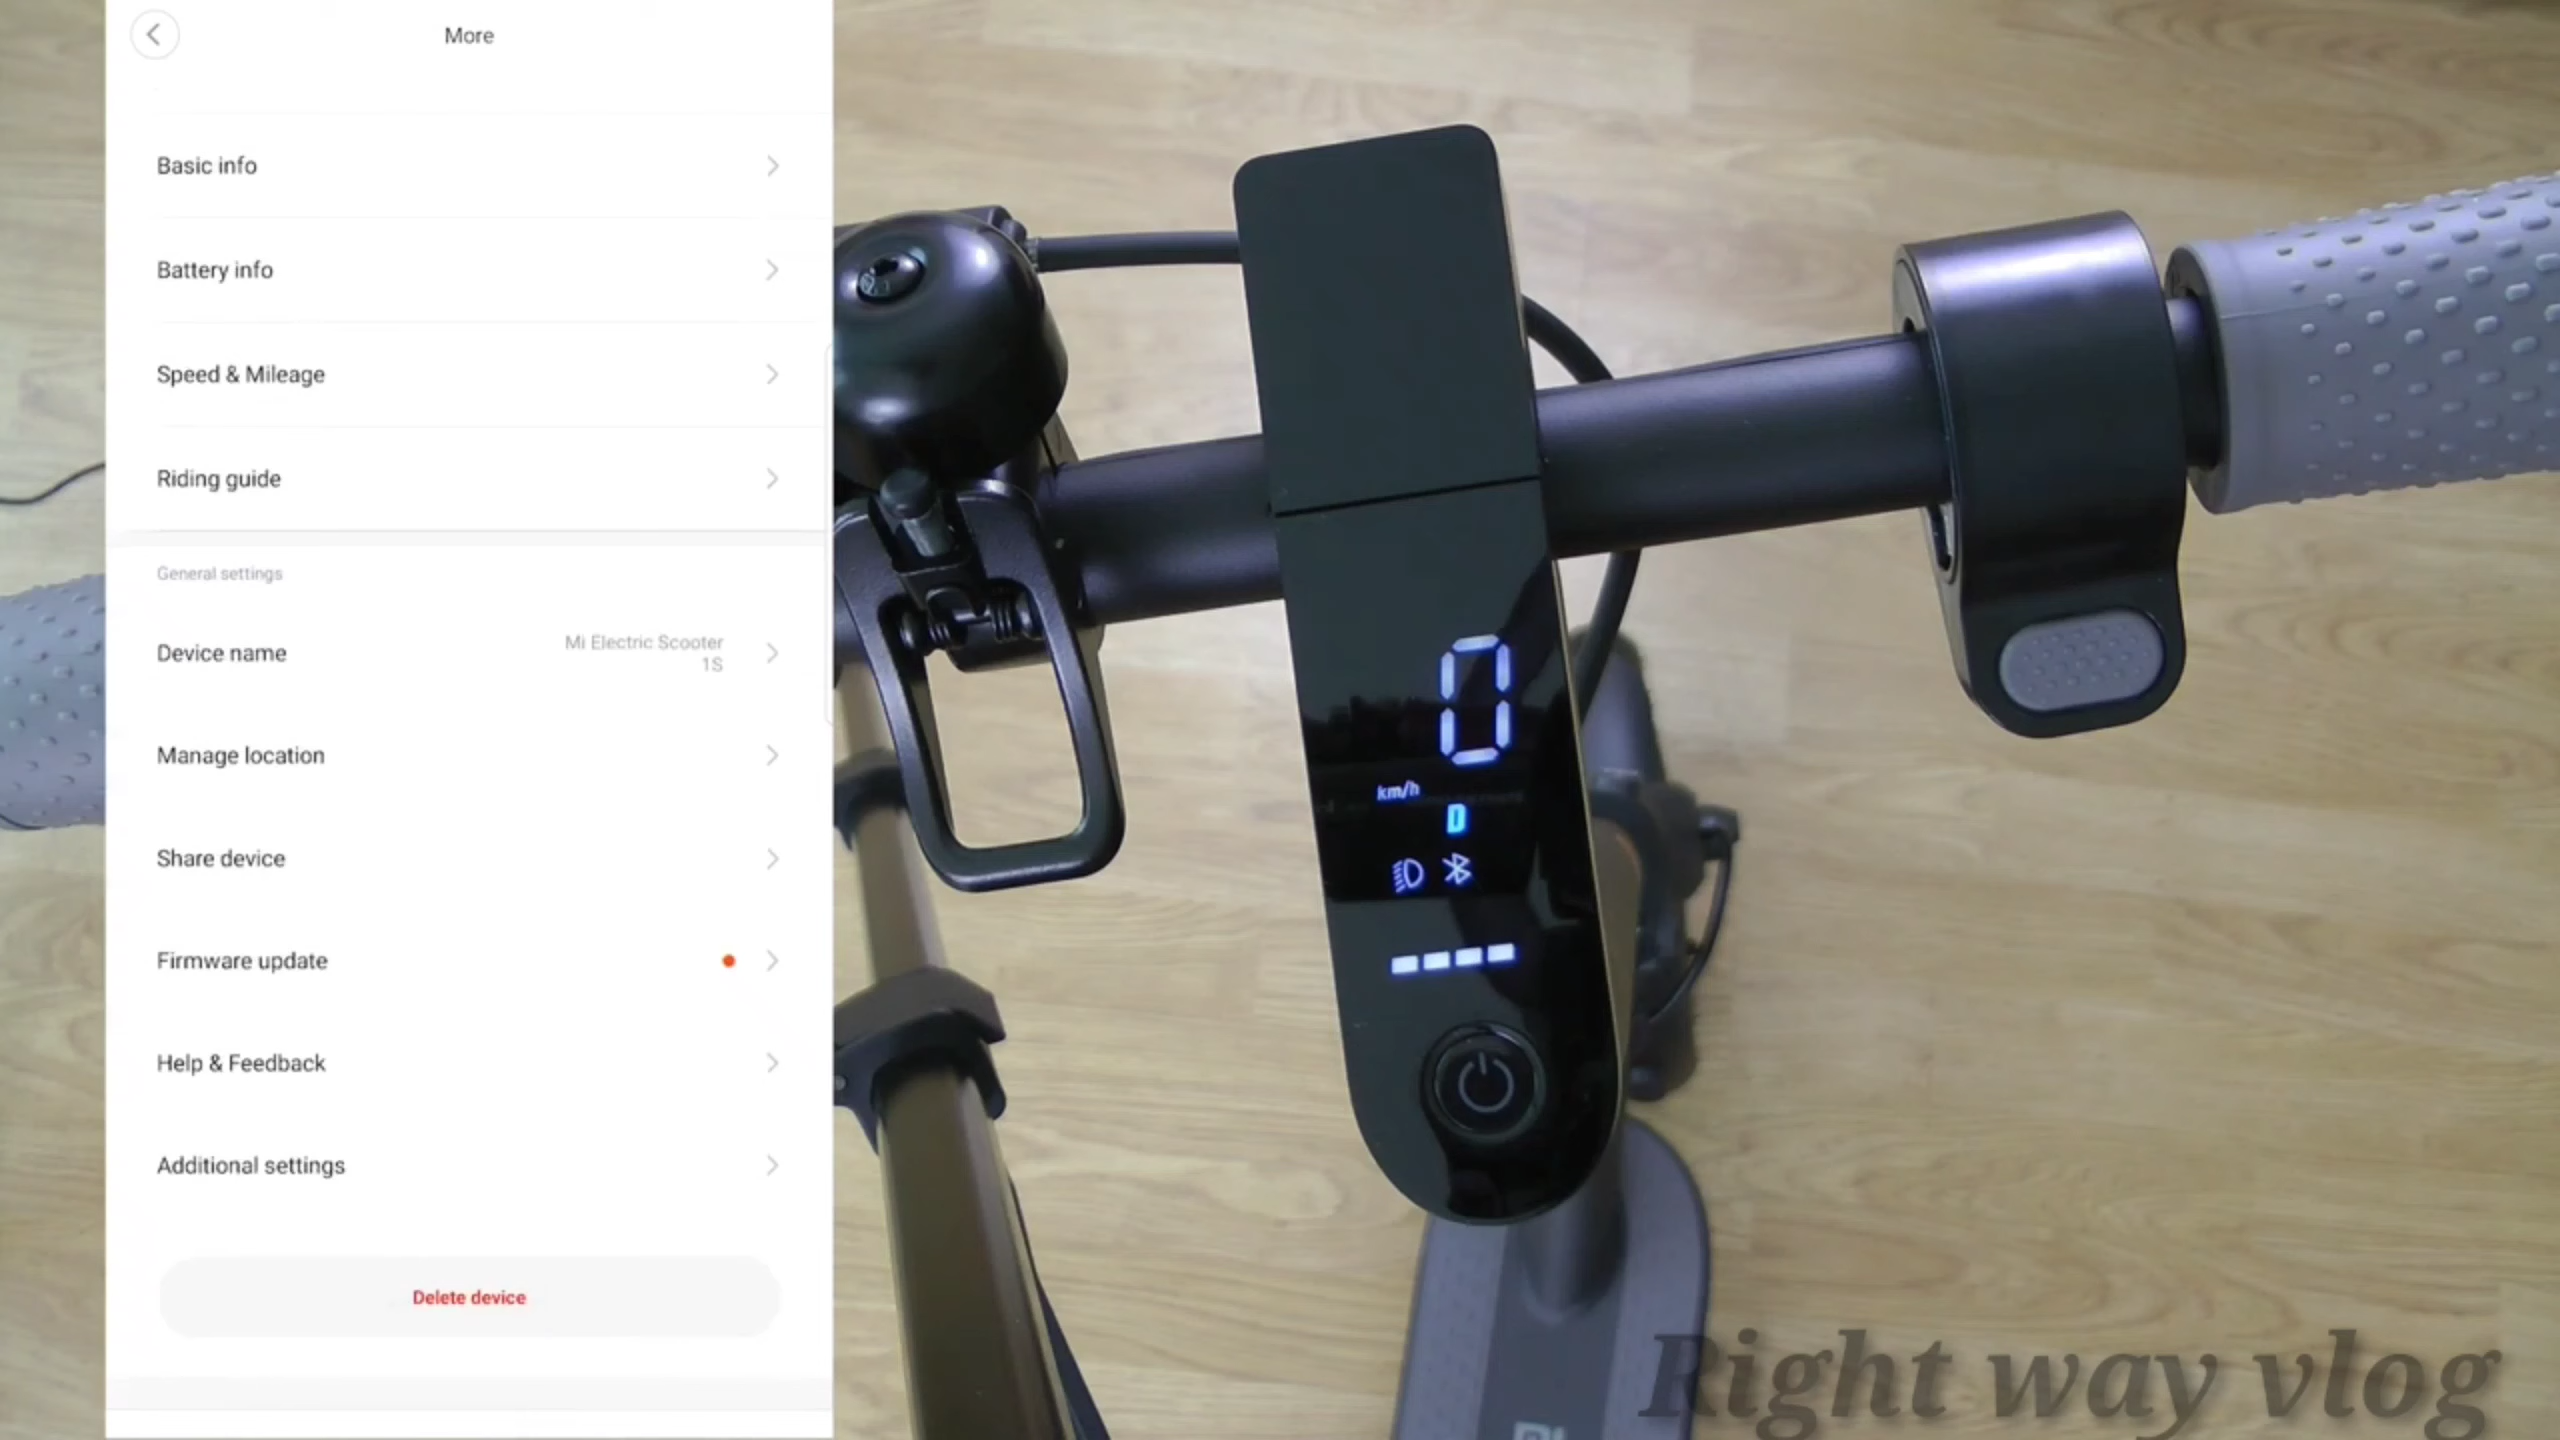 More
Basic info
Battery info
Speed & Mileage
Riding guide
General settings
Device name
Mi Electric Scooter
1S
Manage location
Share device
Firmware update
Help & Feedback
Additional settings
Delete device
0
km/h
D
Right way vlog